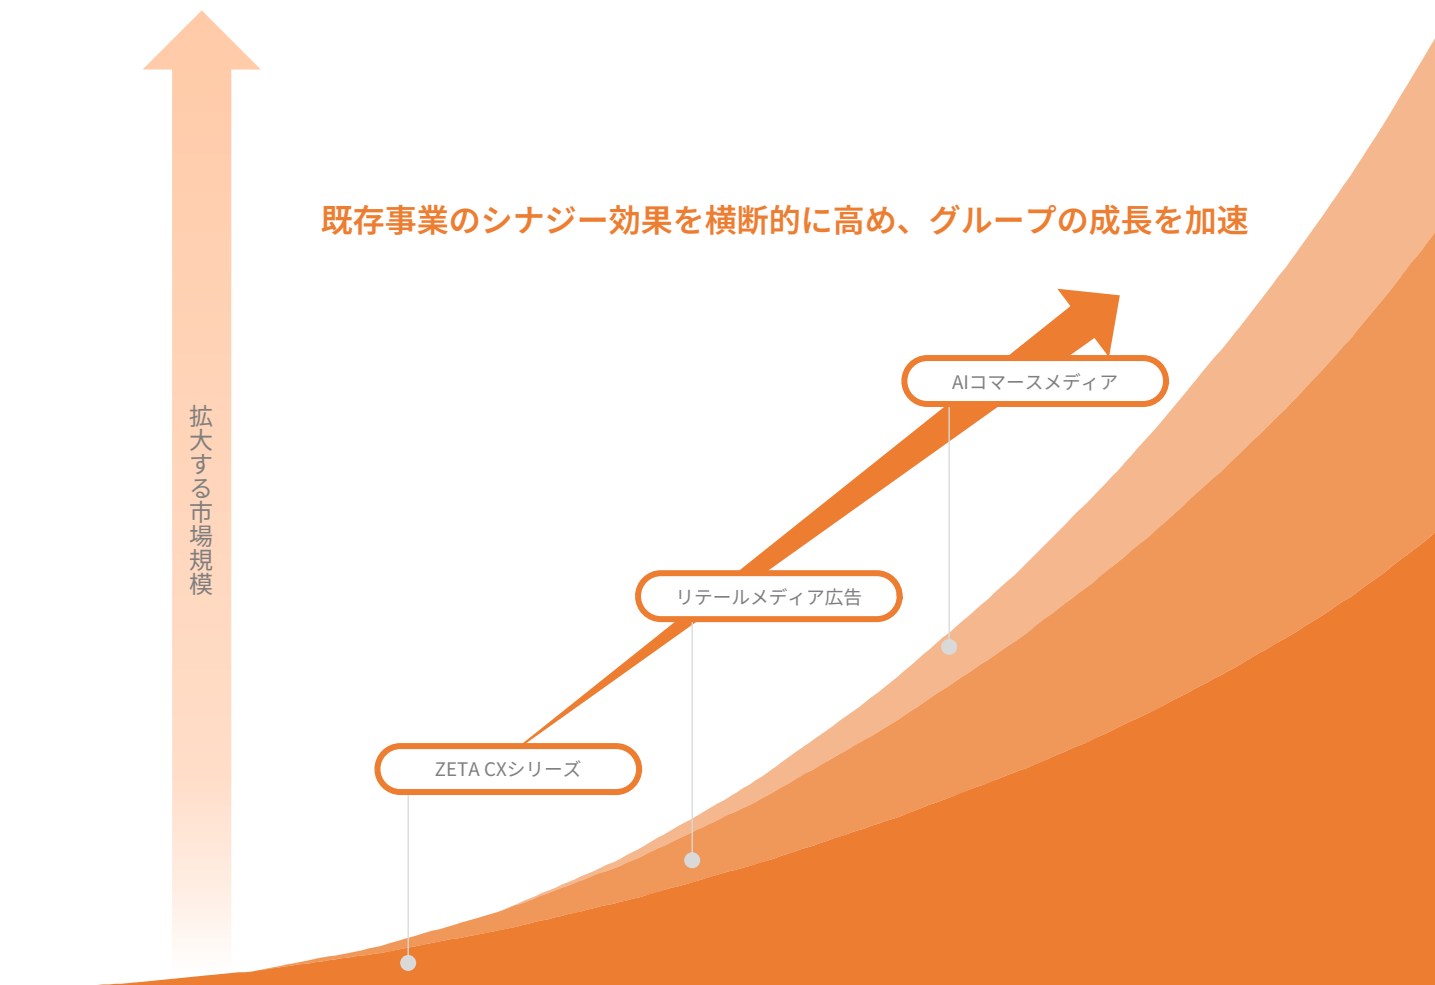 既存事業のシナジー効果を横断的に高め、グループの成長を加速
拡大する市場規模
AIコマースメディア
リテールメディア広告
ZETA CXシリーズ